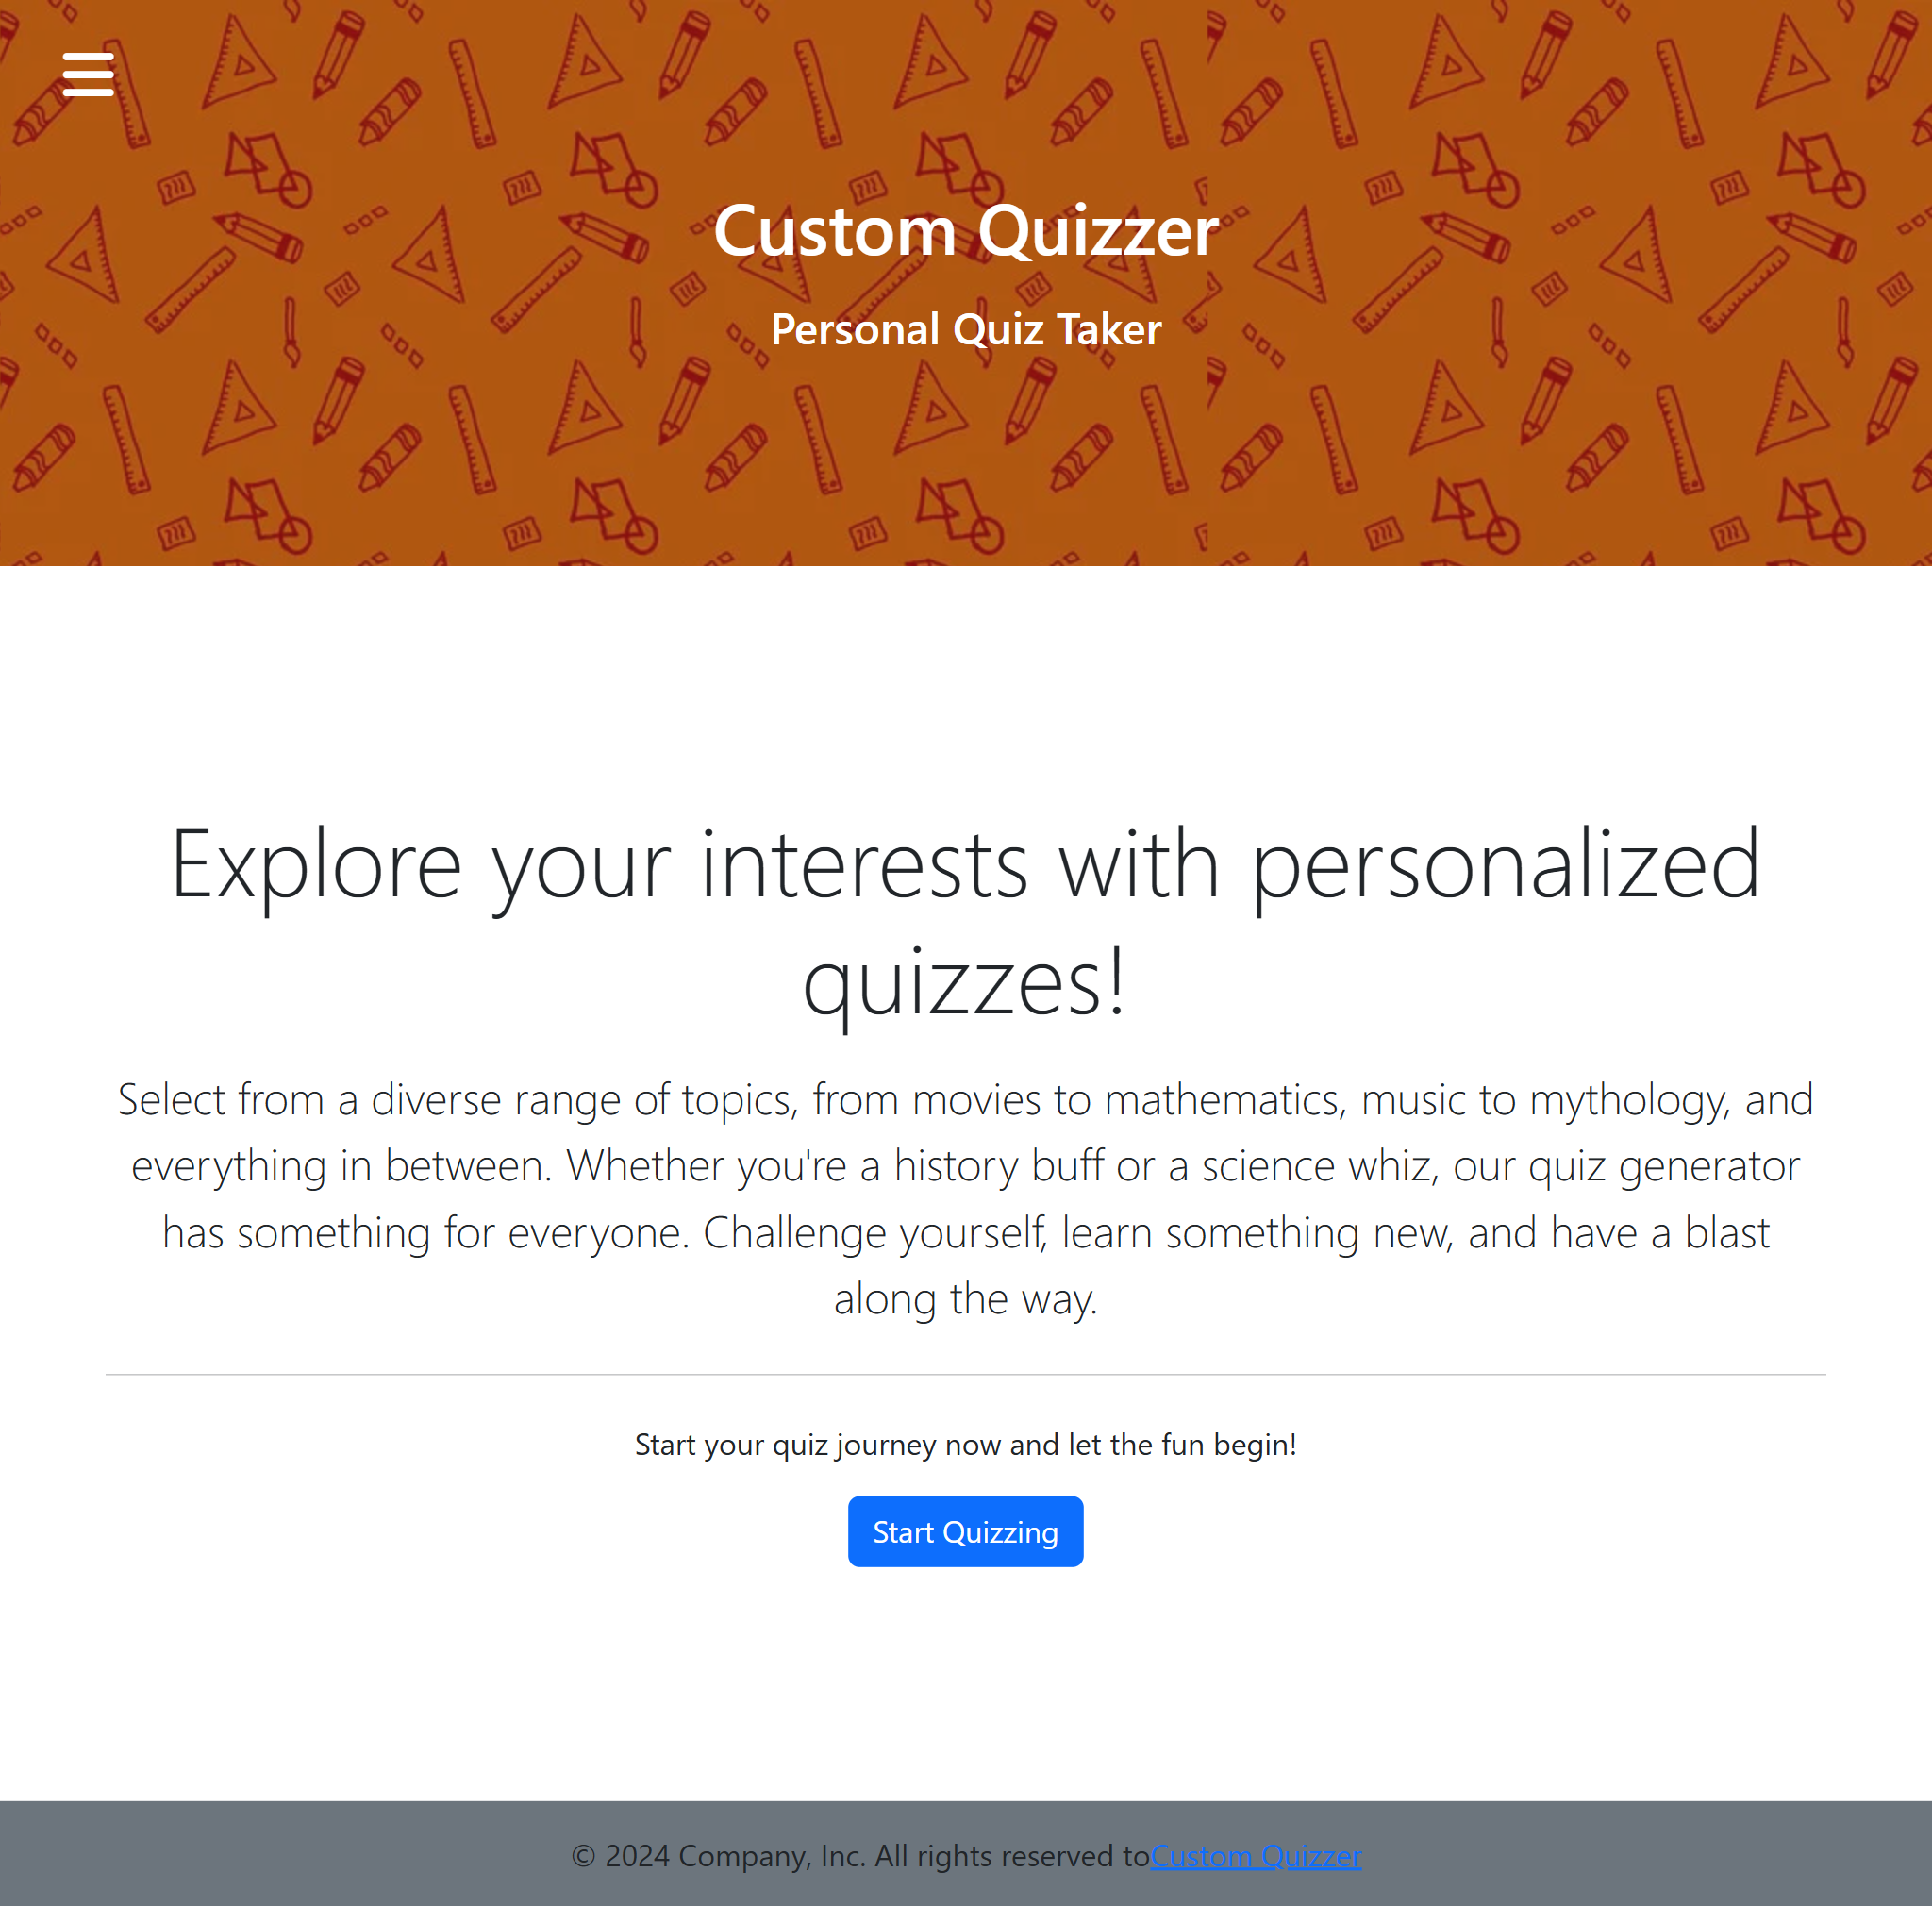 Custom Quizzer
Personal Quiz Taker
Explore your interests with personalized
quizzes!
Select from a diverse range of topics, from movies to mathematics, music to mythology, and
everything in between. Whether you're a history buff or a science whiz, our quiz generator
has something for everyone. Challenge yourself, learn something new, and have a blast
along the way.
Start your quiz journey now and let the fun begin!
Start Quizzing
© 2024 Company, Inc. All rights reserved toCustom Quizzer